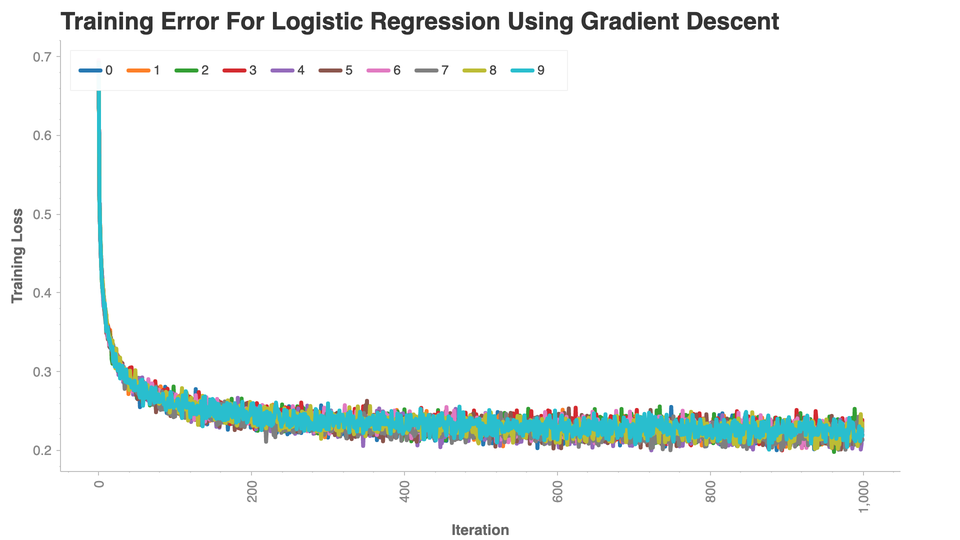 Training Error For Logistic Regression Using Gradient Descent
0 1 2 3 4 5 6 7 8 9
0.7
0.6
0.5
0.4
0.3
0.2
Training Loss
0 200 400 600 800 1,000
Iteration